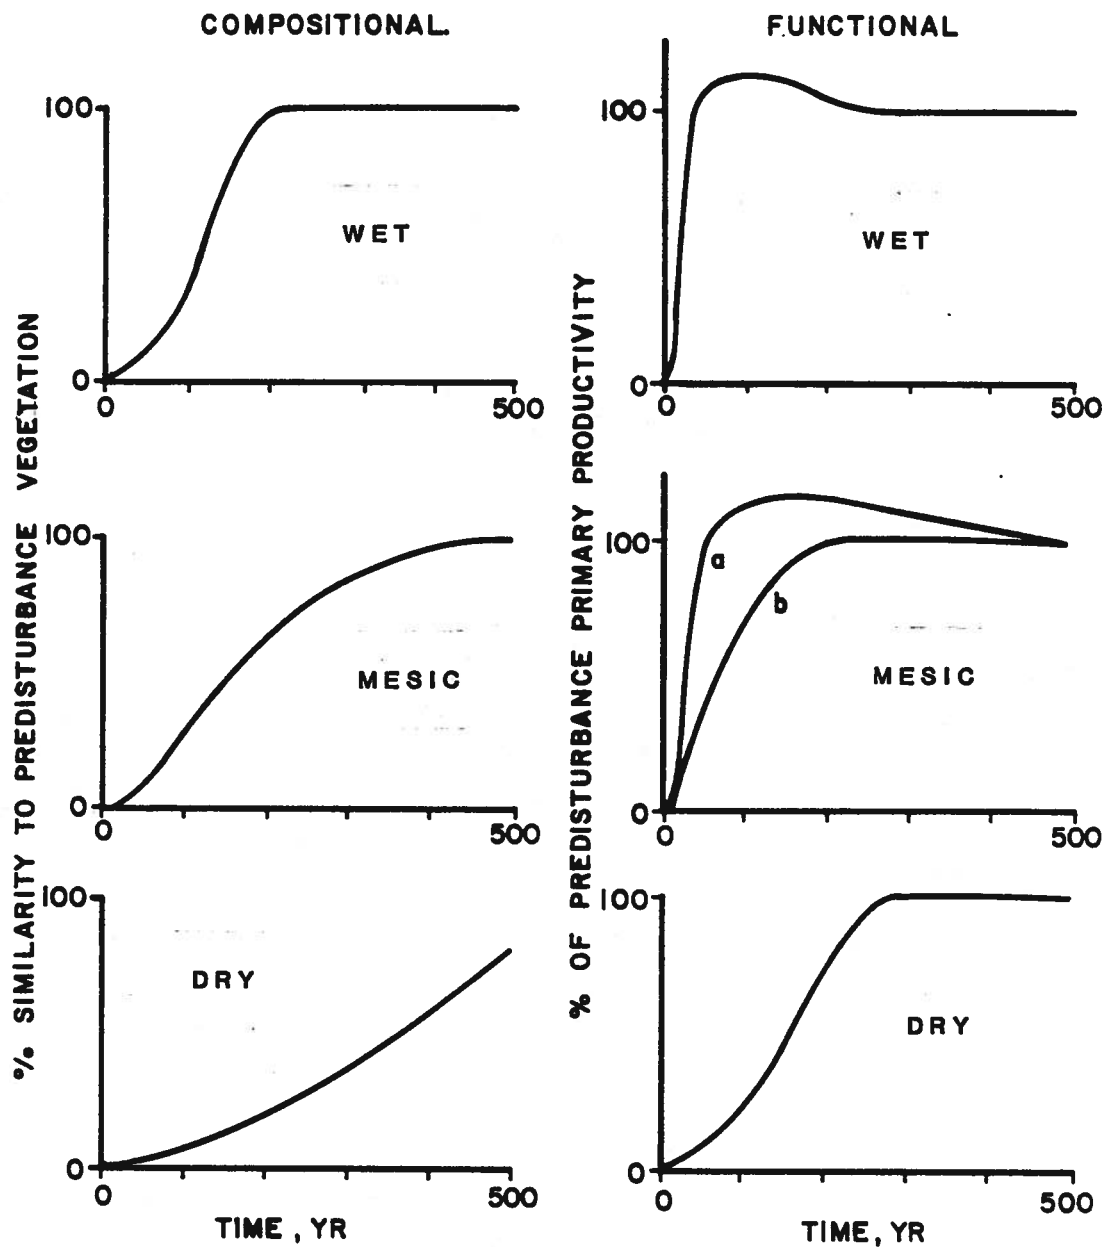 COMPOSITIONAL.
FUNCTIONAL
% SIMILARITY TO PREDISTURBANCE VEGETATION
% OF PREDISTURBANCE PRIMARY PRODUCTIVITY
100
WET
0
0
500
100
WET
0
0
500
100
MESIC
0
0
500
100
a
b
MESIC
0
0
500
100
DRY
0
0
500
TIME, YR
100
DRY
0
0
500
TIME, YR